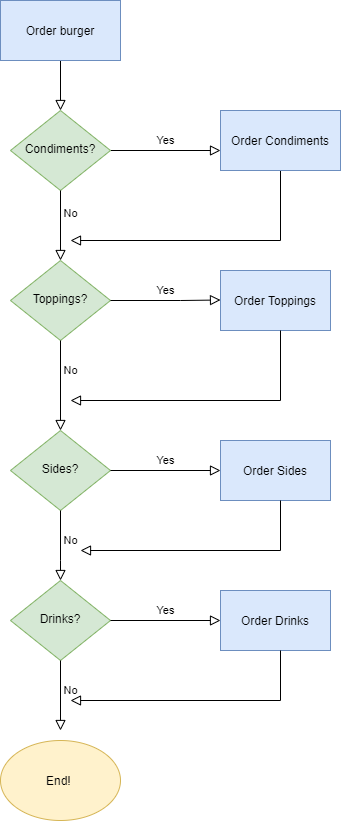 Order burger
Condiments?
Yes
Order Condiments
No
Toppings?
Yes
Order Toppings
No
Sides?
Yes
Order Sides
No
Drinks?
Yes
Order Drinks
No
End!